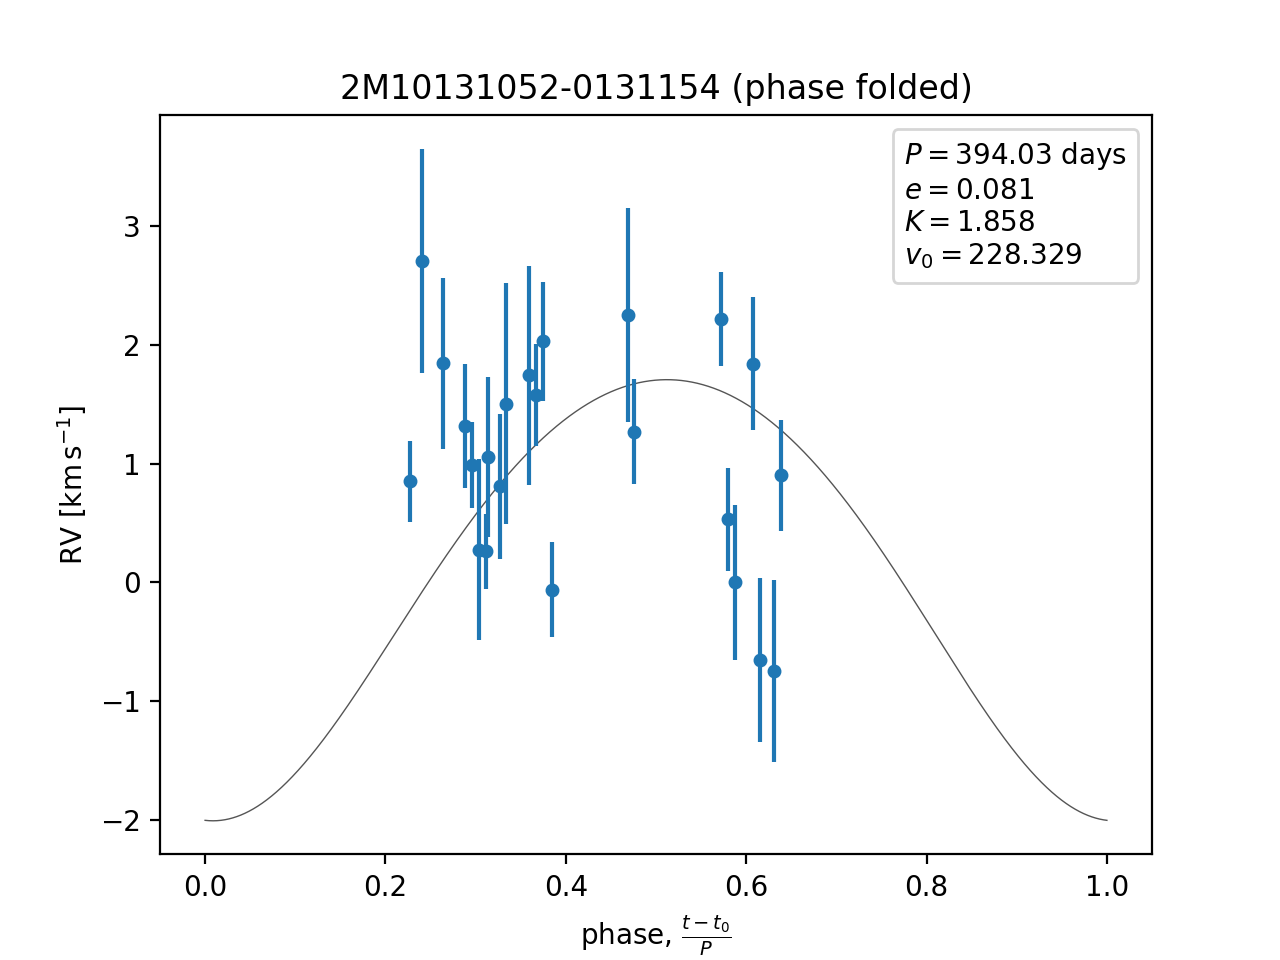 2M10131052-0131154 (phase folded)
P = 394.03 days
e = 0.081
K = 1.858
v₀ = 228.329
RV [km s⁻¹]
3
2
1
0
−1
−2
0.0 0.2 0.4 0.6 0.8 1.0
phase, (t − t₀)/P